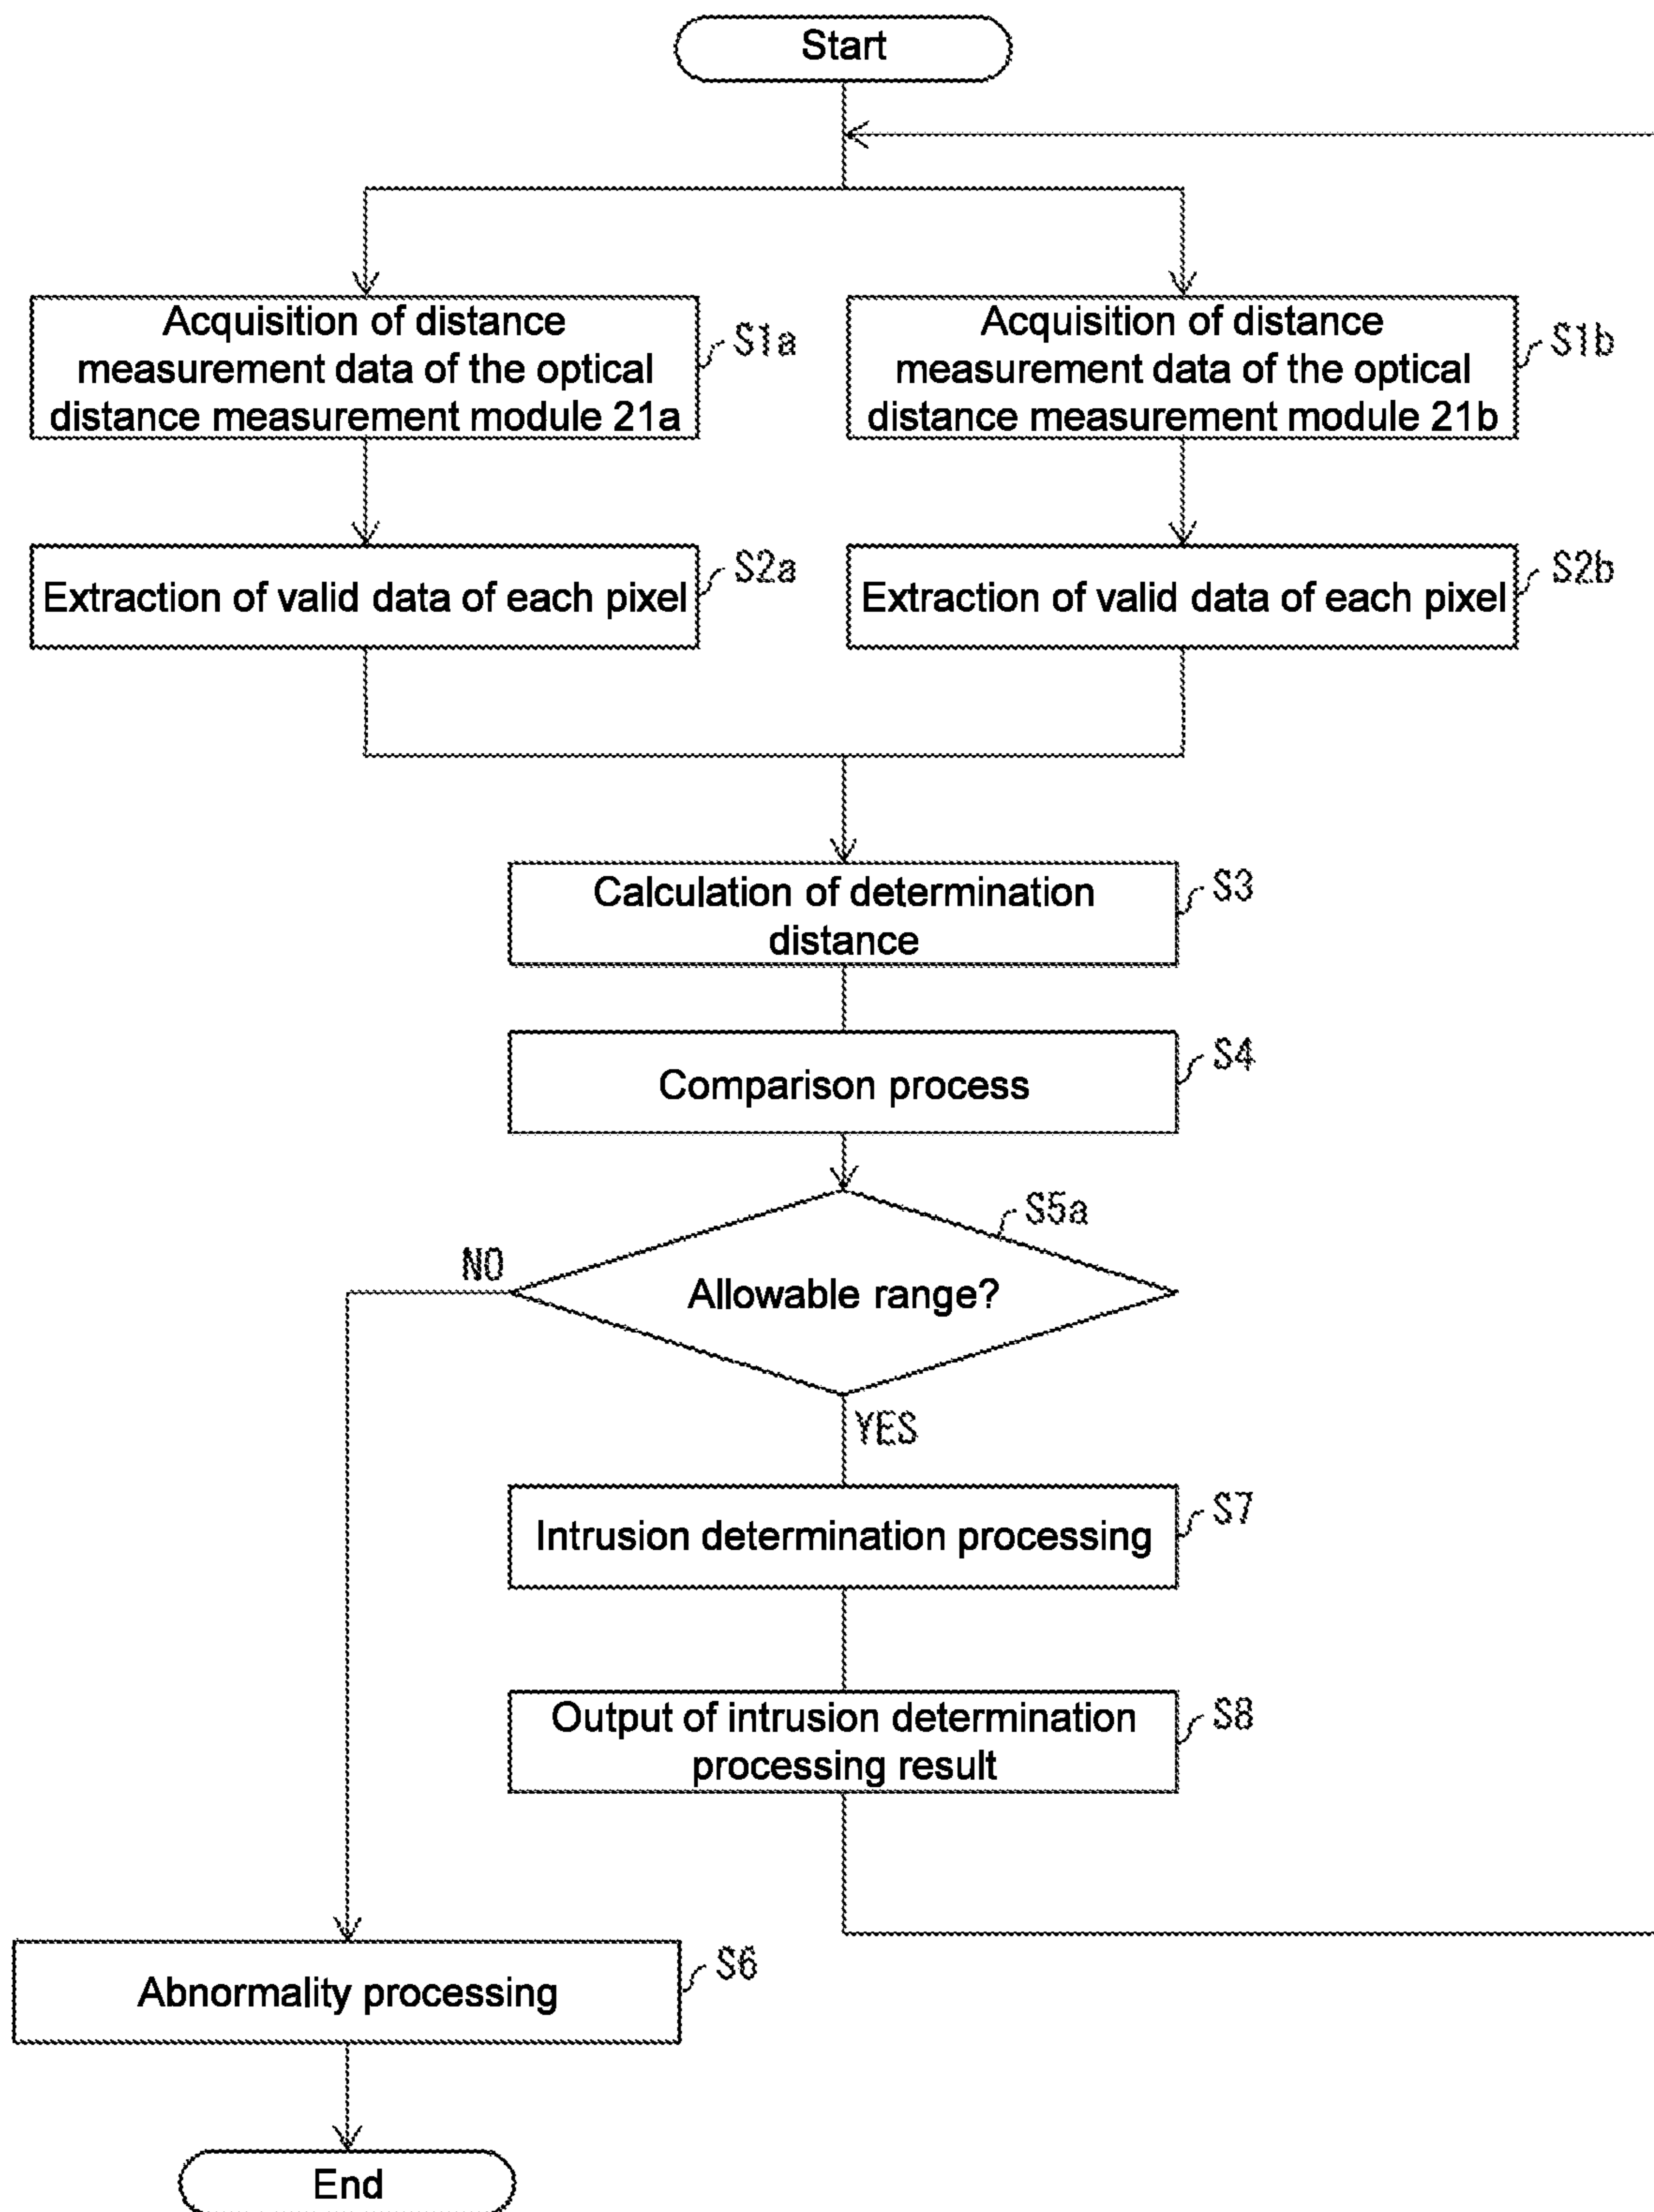 Start
Acquisition of distance
measurement data of the optical
distance measurement module 21a
S1a
Acquisition of distance
measurement data of the optical
distance measurement module 21b
S1b
Extraction of valid data of each pixel
S2a
Extraction of valid data of each pixel
S2b
Calculation of determination
distance
S3
Comparison process
S4
S5a
NO
Allowable range?
YES
Intrusion determination processing
S7
Output of intrusion determination
processing result
S8
Abnormality processing
S6
End